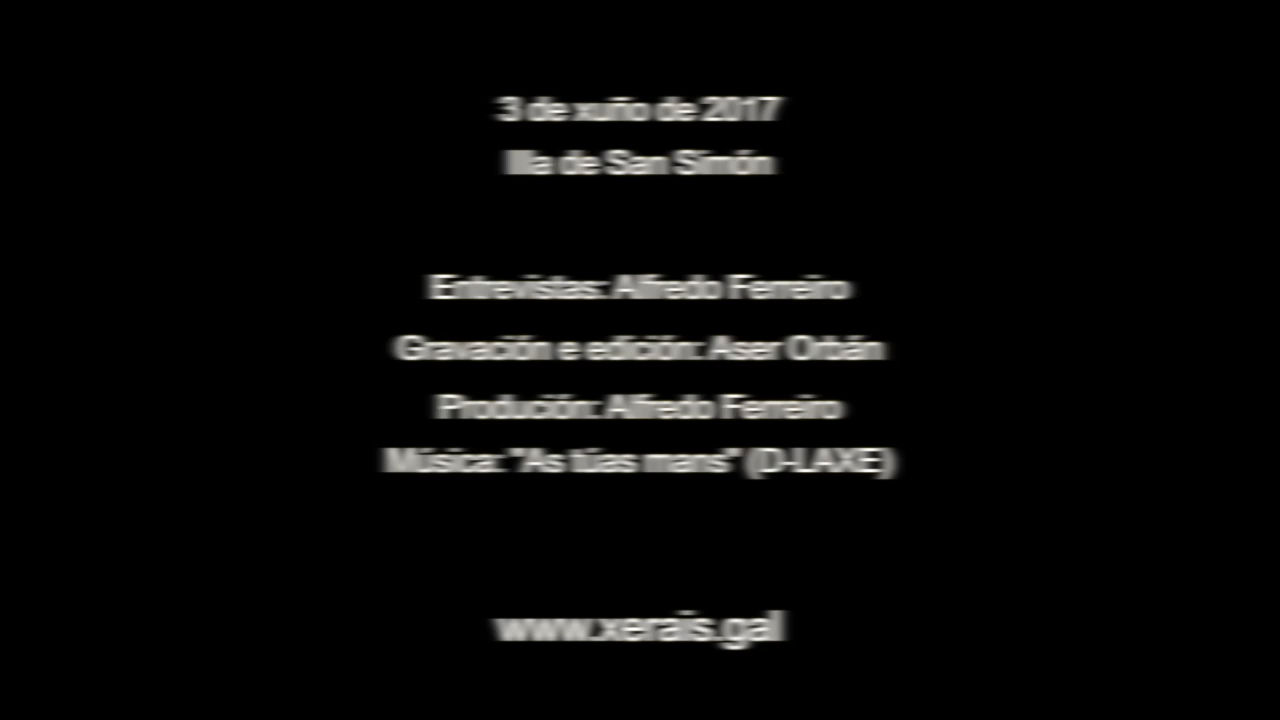 3 de xuño de 2017
Illa de San Simón
Entrevistas: Alfredo Ferreiro
Gravación e edición: Aser Orbán
Produción: Alfredo Ferreiro
Música: "As túas mans" (D-LAXE)
www.xerais.gal